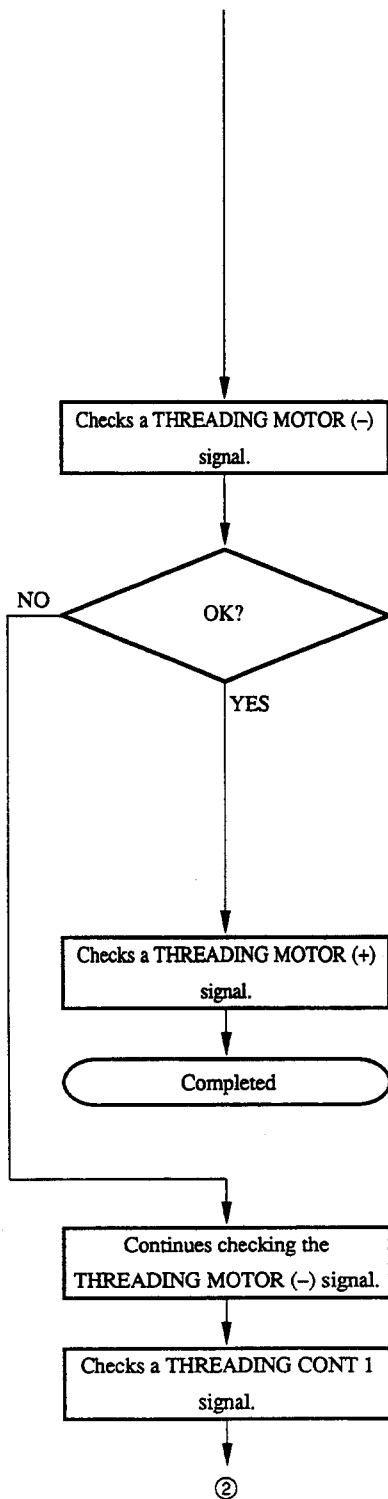 Checks a THREADING MOTOR (–)
signal.
OK?
NO
YES
Checks a THREADING MOTOR (+)
signal.
Completed
Continues checking the
THREADING MOTOR (–) signal.
Checks a THREADING CONT 1
signal.
②